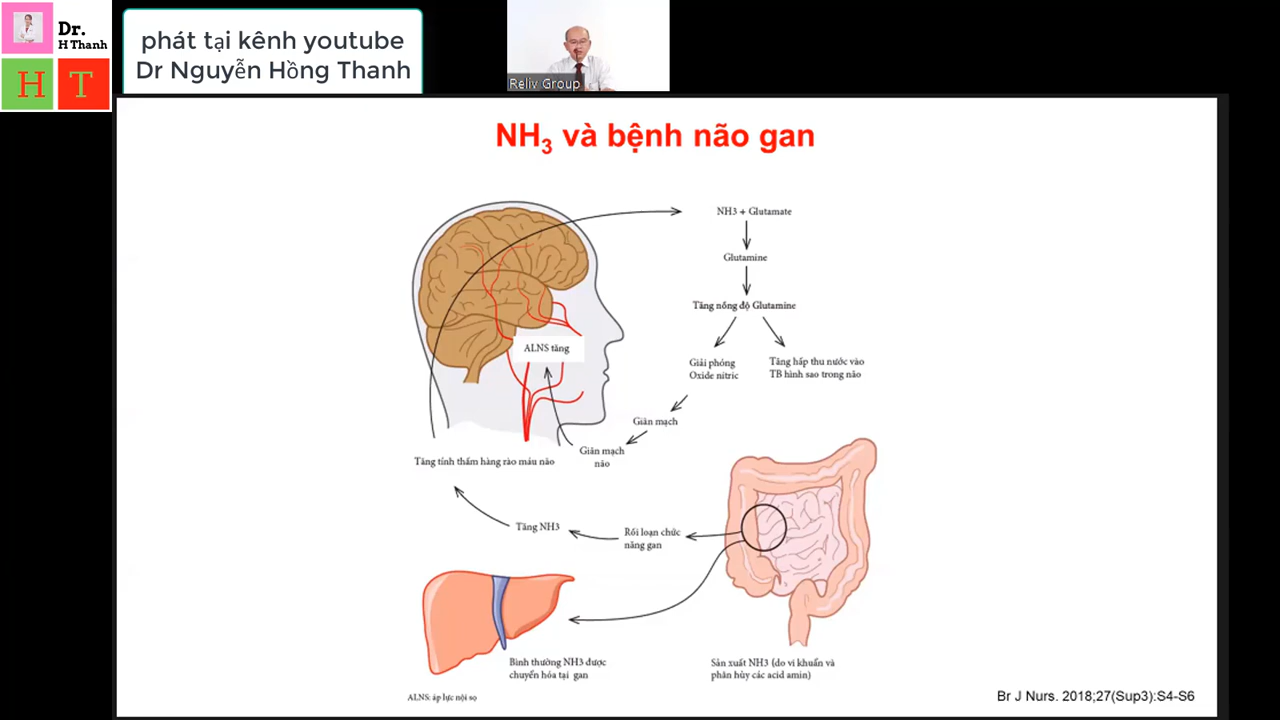 Dr.
H Thanh
H T
phát tại kênh youtube
Dr Nguyễn Hồng Thanh
Reliv Group
NH₃ và bệnh não gan
NH3 + Glutamate
Glutamine
Tăng nồng độ Glutamine
Giải phóng
Oxide nitric
Tăng hấp thu nước vào
TB hình sao trong não
ALNS tăng
Giãn mạch
Giãn mạch
não
Tăng tính thấm hàng rào máu não
Tăng NH3
Rối loạn chức
năng gan
Bình thường NH3 được
chuyển hóa tại gan
Sản xuất NH3 (do vi khuẩn và
phân hủy các acid amin)
ALNS: áp lực nội sọ
Br J Nurs. 2018;27(Sup3):S4-S6